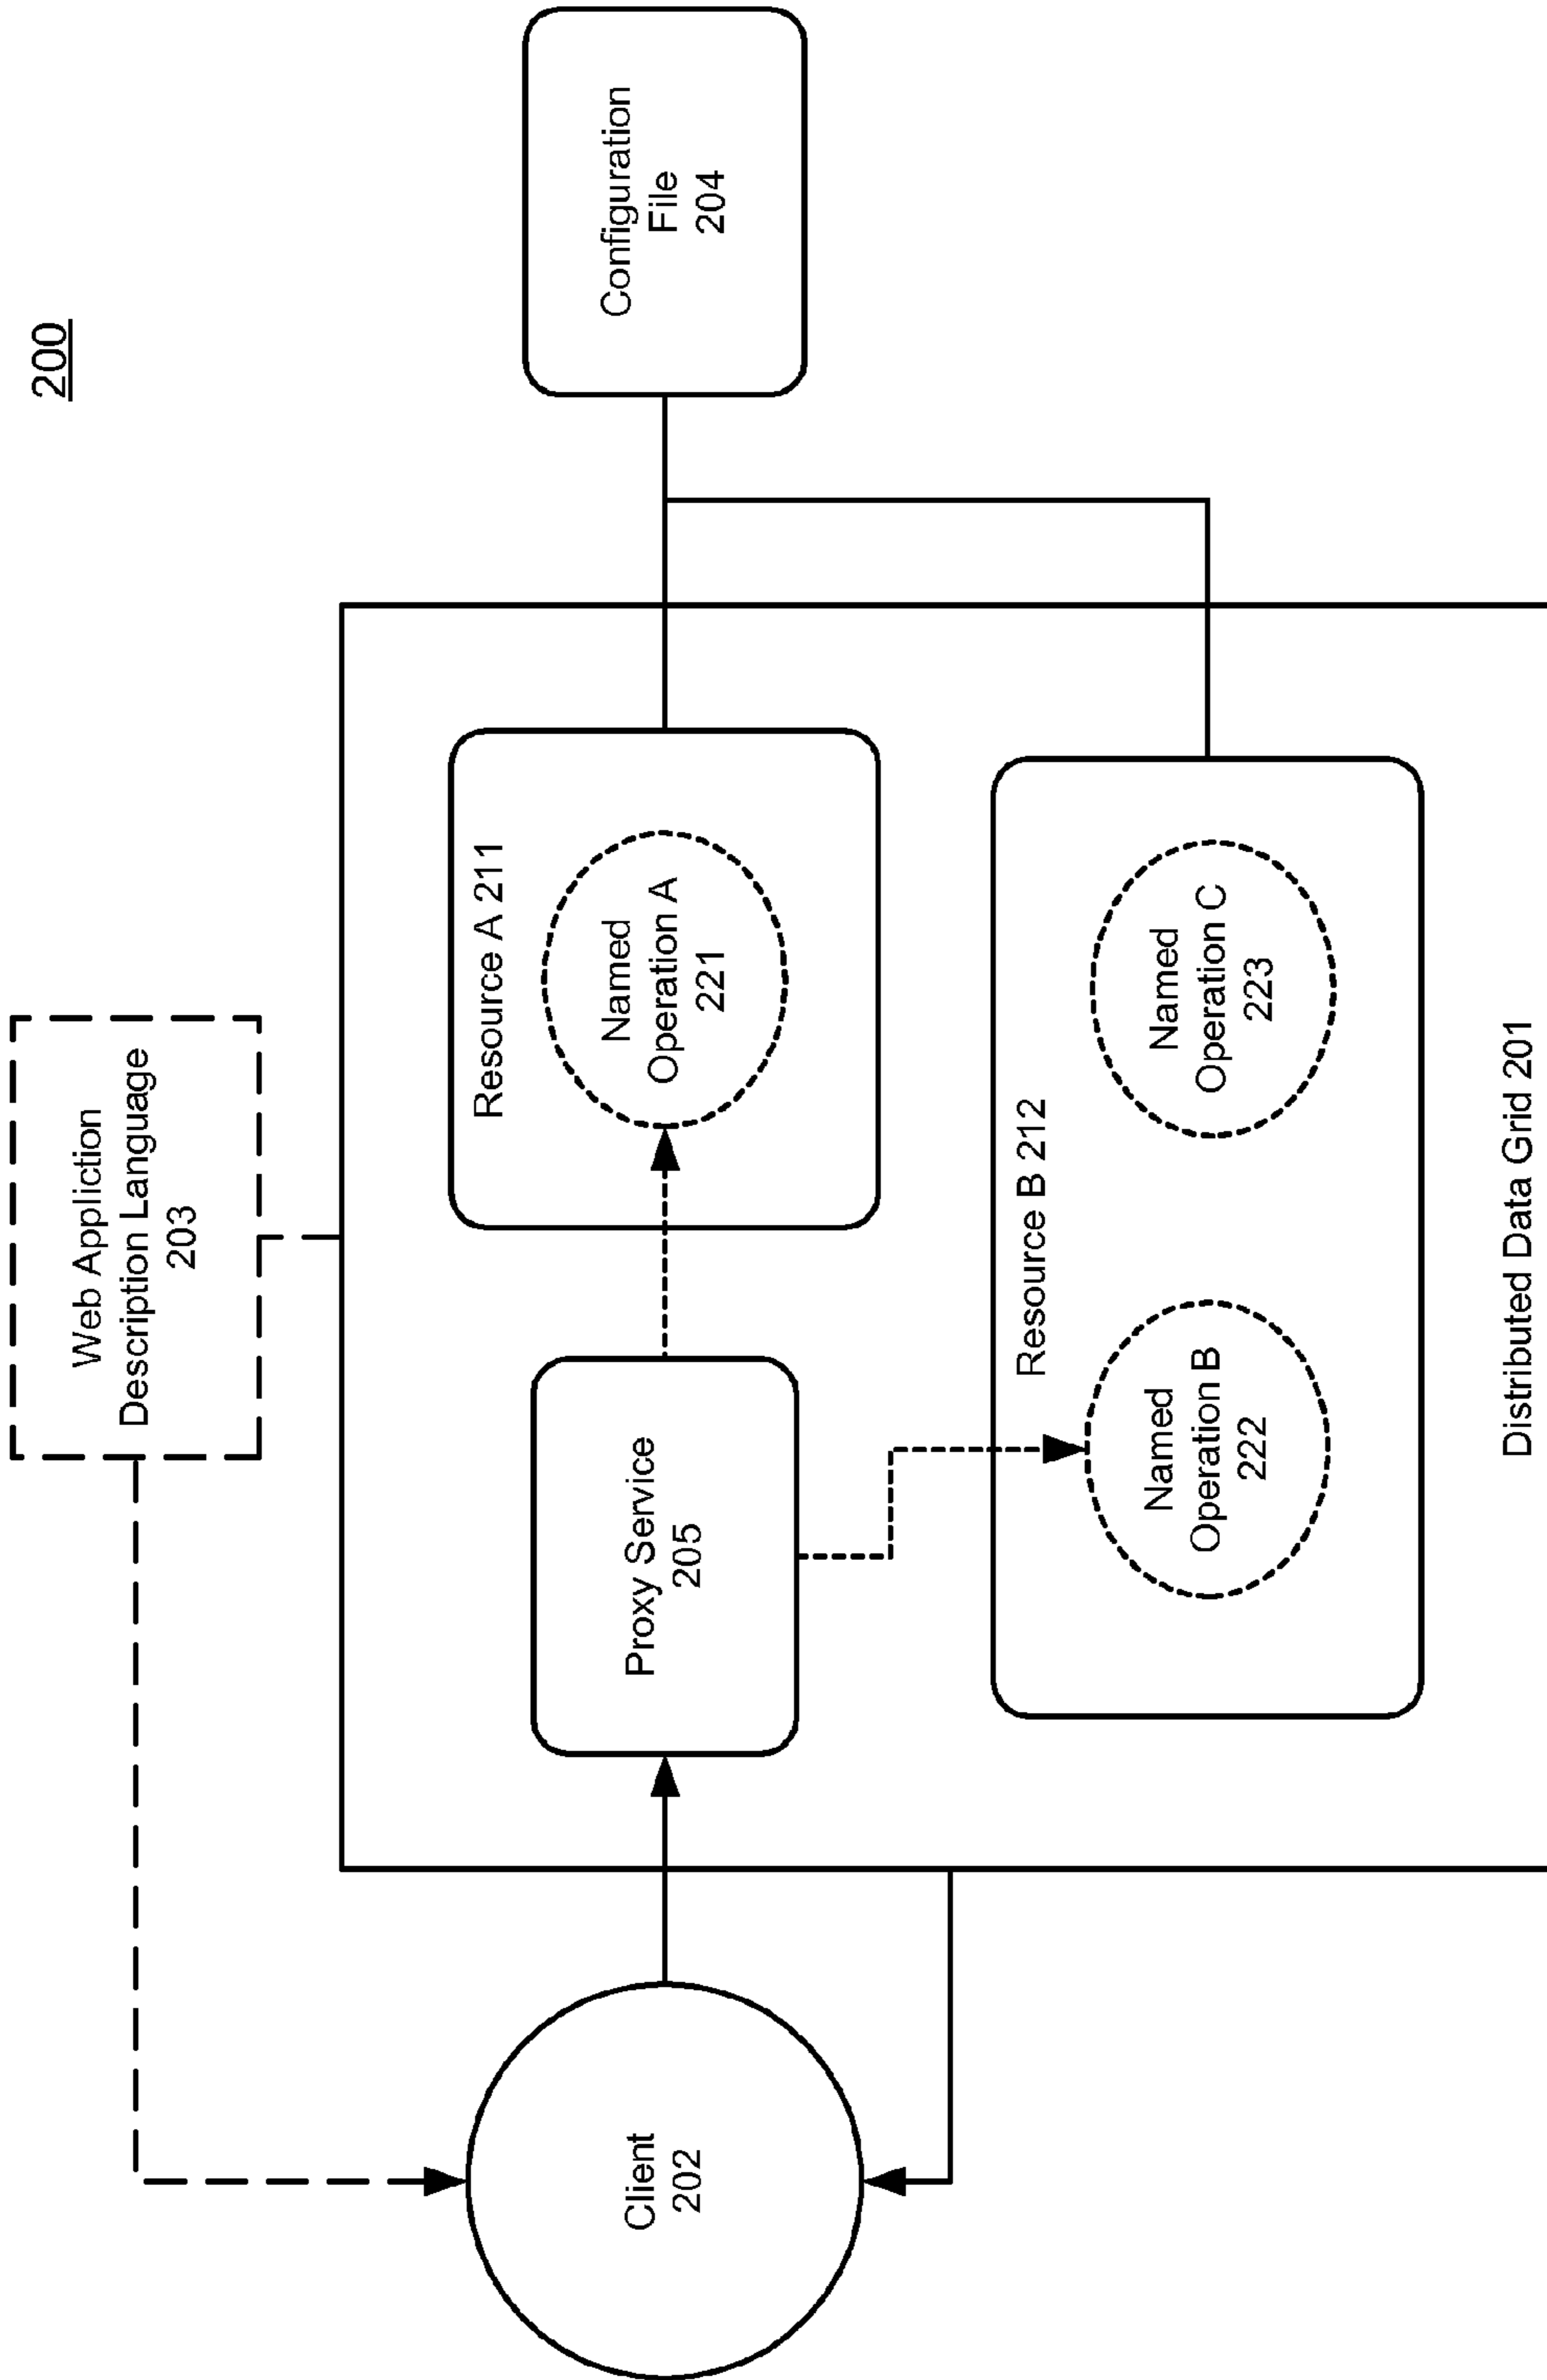 200
Web Appliction
Description Language
203
Configuration
File
204
Resource A 211
Named
Operation A
221
Proxy Service
205
Client
202
Resource B 212
Named
Operation B
222
Named
Operation C
223
Distributed Data Grid 201